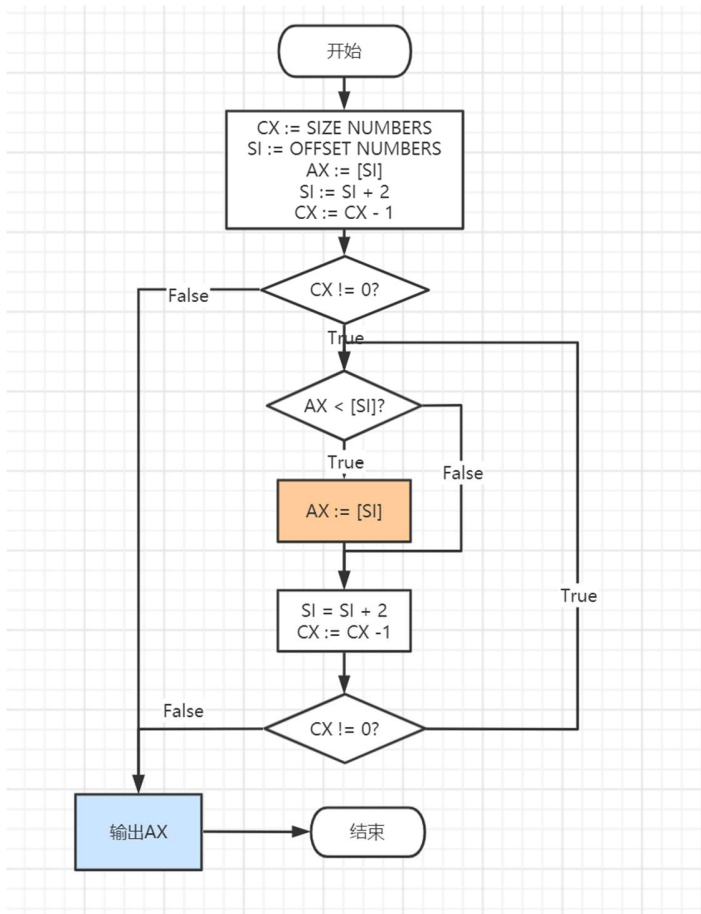 开始
CX := SIZE NUMBERS
SI := OFFSET NUMBERS
AX := [SI]
SI := SI + 2
CX := CX - 1
CX != 0?
False
True
AX < [SI]?
True
False
AX := [SI]
SI = SI + 2
CX := CX -1
True
CX != 0?
False
输出AX
结束